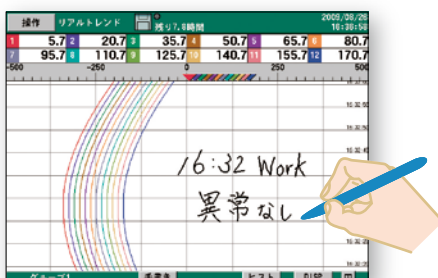 操作 リアルトレンド 残り7.8時間 2009/08/26
16:38:58
1 5.7 2 20.7 3 35.7 4 50.7 5 65.7 6 80.7
7 95.7 8 110.7 9 125.7 10 140.7 11 155.7 12 170.7
-500 -250 0 250 500
16:32 Work
異常なし
グループ1 手書き ヒスト 印留